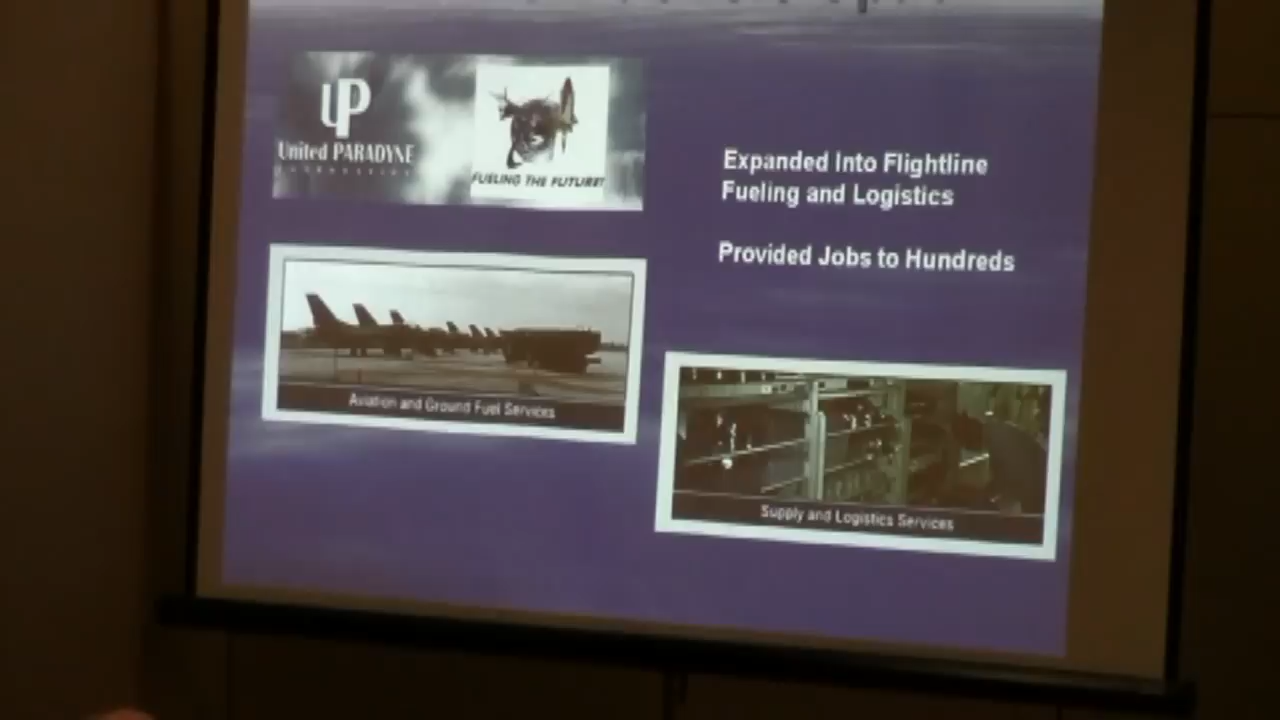 UP
United PARADYNE
FUELING THE FUTURE!
Expanded Into Flightline
Fueling and Logistics
Provided Jobs to Hundreds
Aviation and Ground Fuel Services
Supply and Logistics Services